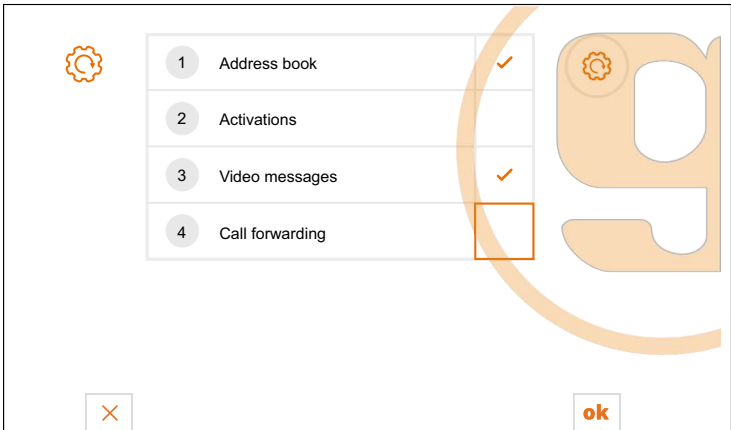 1 Address book
2 Activations
3 Video messages
4 Call forwarding
ok